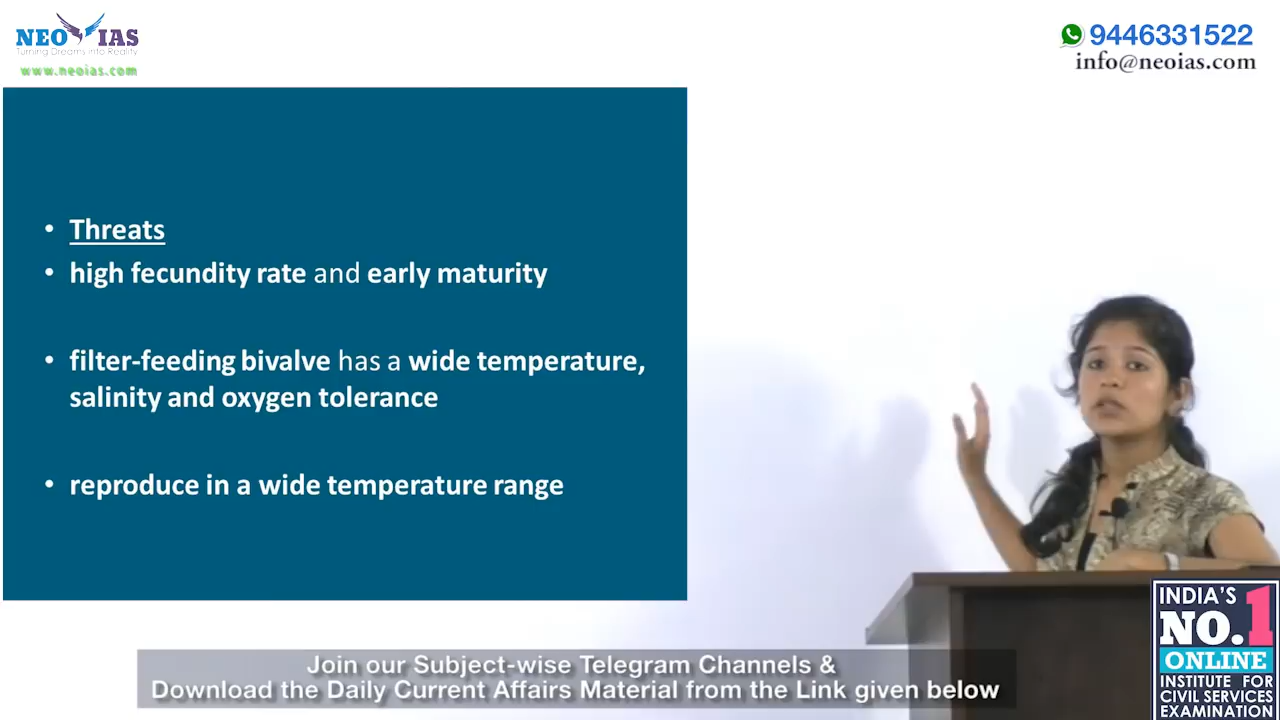 NEO IAS
Turning Dreams Into Reality
www.neoias.com
9446331522
info@neoias.com
• Threats
• high fecundity rate and early maturity
• filter-feeding bivalve has a wide temperature,
salinity and oxygen tolerance
• reproduce in a wide temperature range
Join our Subject-wise Telegram Channels &
Download the Daily Current Affairs Material from the Link given below
INDIA'S
NO.1
ONLINE
INSTITUTE FOR
CIVIL SERVICES
EXAMINATION